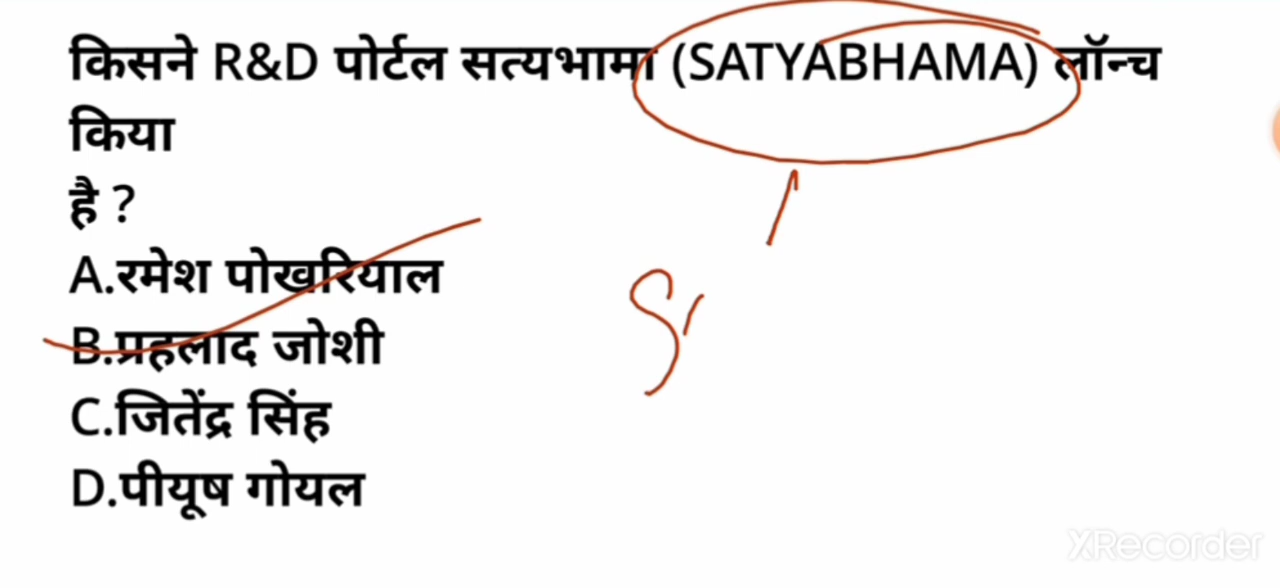 किसने R&D पोर्टल सत्यभामा (SATYABHAMA) लॉन्च
किया
है ?
A.रमेश पोखरियाल
B.प्रहलाद जोशी
C.जितेंद्र सिंह
D.पीयूष गोयल
XRecorder